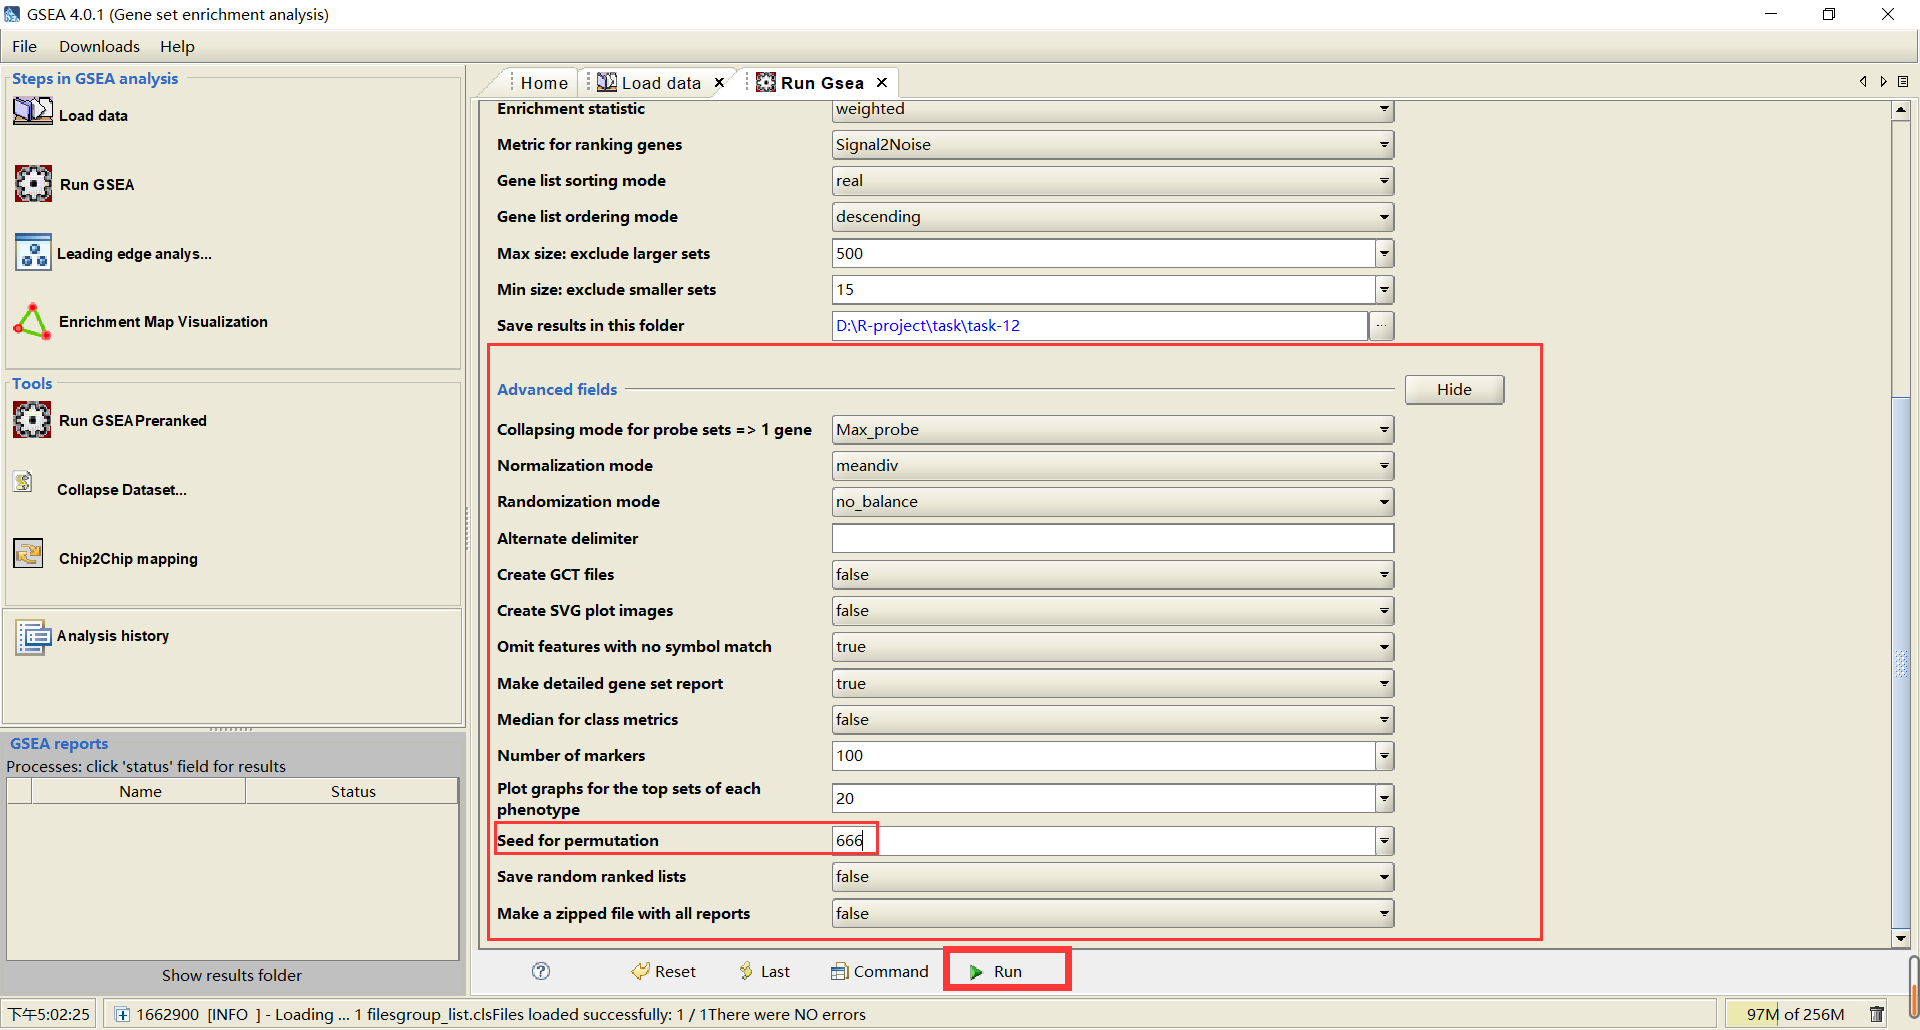 GSEA 4.0.1 (Gene set enrichment analysis)
File Downloads Help
Steps in GSEA analysis
Load data
Run GSEA
Leading edge analys...
Enrichment Map Visualization
Tools
Run GSEAPreranked
Collapse Dataset...
Chip2Chip mapping
Analysis history
GSEA reports
Processes: click 'status' field for results
Name Status
Show results folder
Home Load data Run Gsea
Enrichment statistic weighted
Metric for ranking genes Signal2Noise
Gene list sorting mode real
Gene list ordering mode descending
Max size: exclude larger sets 500
Min size: exclude smaller sets 15
Save results in this folder D:\R-project\task\task-12 ...
Advanced fields Hide
Collapsing mode for probe sets => 1 gene Max_probe
Normalization mode meandiv
Randomization mode no_balance
Alternate delimiter
Create GCT files false
Create SVG plot images false
Omit features with no symbol match true
Make detailed gene set report true
Median for class metrics false
Number of markers 100
Plot graphs for the top sets of each
phenotype 20
Seed for permutation 666
Save random ranked lists false
Make a zipped file with all reports false
? Reset Last Command Run
下午5:02:25 1662900 [INFO ] - Loading ... 1 filesgroup_list.clsFiles loaded successfully: 1 / 1There were NO errors 97M of 256M